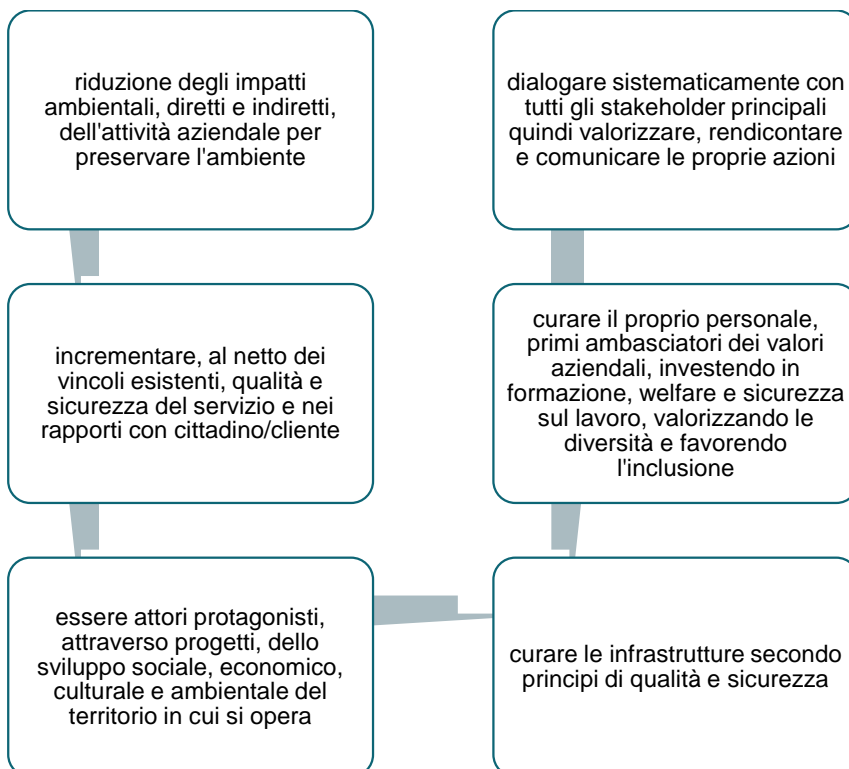 riduzione degli impatti
ambientali, diretti e indiretti,
dell'attività aziendale per
preservare l'ambiente
incrementare, al netto dei
vincoli esistenti, qualità e
sicurezza del servizio e nei
rapporti con cittadino/cliente
essere attori protagonisti,
attraverso progetti, dello
sviluppo sociale, economico,
culturale e ambientale del
territorio in cui si opera
curare le infrastrutture secondo
principi di qualità e sicurezza
curare il proprio personale,
primi ambasciatori dei valori
aziendali, investendo in
formazione, welfare e sicurezza
sul lavoro, valorizzando le
diversità e favorendo
l'inclusione
dialogare sistematicamente con
tutti gli stakeholder principali
quindi valorizzare, rendicontare
e comunicare le proprie azioni